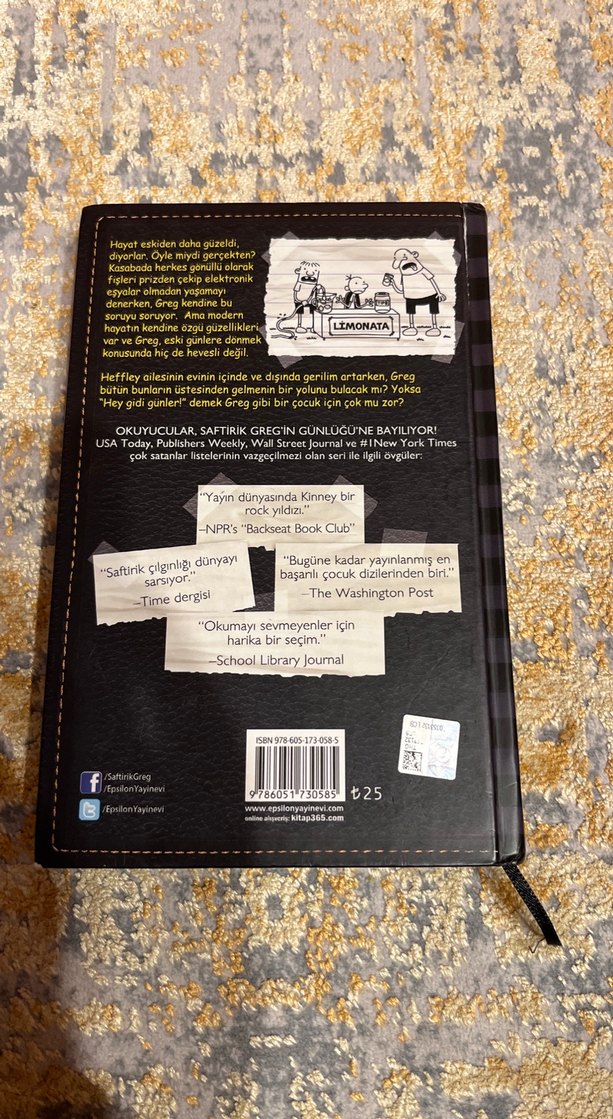 Hayat eskiden daha güzeldi,
diyorlar. Öyle miydi gerçekten?
Kasabada herkes gönüllü olarak
fişleri prizden çekip elektronik
eşyalar olmadan yaşamayı
denerken, Greg kendine bu
soruyu soruyor. Ama modern
hayatın kendine özgü güzellikleri
var ve Greg, eski günlere dönmek
konusunda hiç de hevesli değil.
LİMONATA
Heffley ailesinin evinin içinde ve dışında gerilim artarken, Greg
bütün bunların üstesinden gelmenin bir yolunu bulacak mı? Yoksa
“Hey gidi günler!” demek Greg gibi bir çocuk için çok mu zor?
OKUYUCULAR, SAFTİRİK GREG'İN GÜNLÜĞÜ'NE BAYILIYOR!
USA Today, Publishers Weekly, Wall Street Journal ve #1New York Times
çok satanlar listelerinin vazgeçilmezi olan seri ile ilgili övgüler:
“Yayın dünyasında Kinney bir
rock yıldızı.”
–NPR's “Backseat Book Club”
“Saftirik çılgınlığı dünyayı
sarsıyor.”
–Time dergisi
“Bugüne kadar yayınlanmış en
başarılı çocuk dizilerinden biri.”
–The Washington Post
“Okumayı sevmeyenler için
harika bir seçim.”
–School Library Journal
ISBN 978-605-173-058-5
9 786051 730585
₺25
www.epsilonyayinevi.com
online alışveriş: kitap365.com
/SaftirikGreg
/EpsilonYayinevi
/EpsilonYayinevi